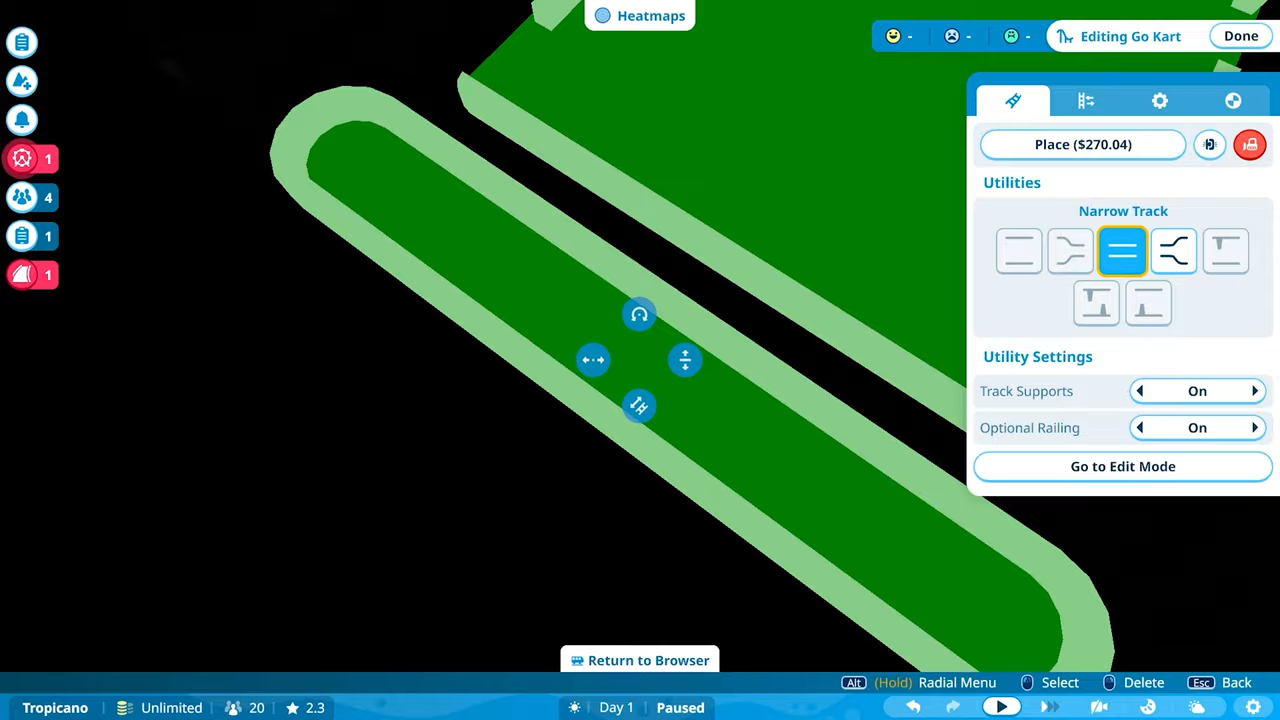 Heatmaps
- - -
Editing Go Kart
Done
Place ($270.04)
1
Utilities
4
Narrow Track
1
1
Utility Settings
Track Supports On
Optional Railing On
Go to Edit Mode
Return to Browser
Alt (Hold) Radial Menu Select Delete Esc Back
Tropicano Unlimited 20 2.3 Day 1 Paused